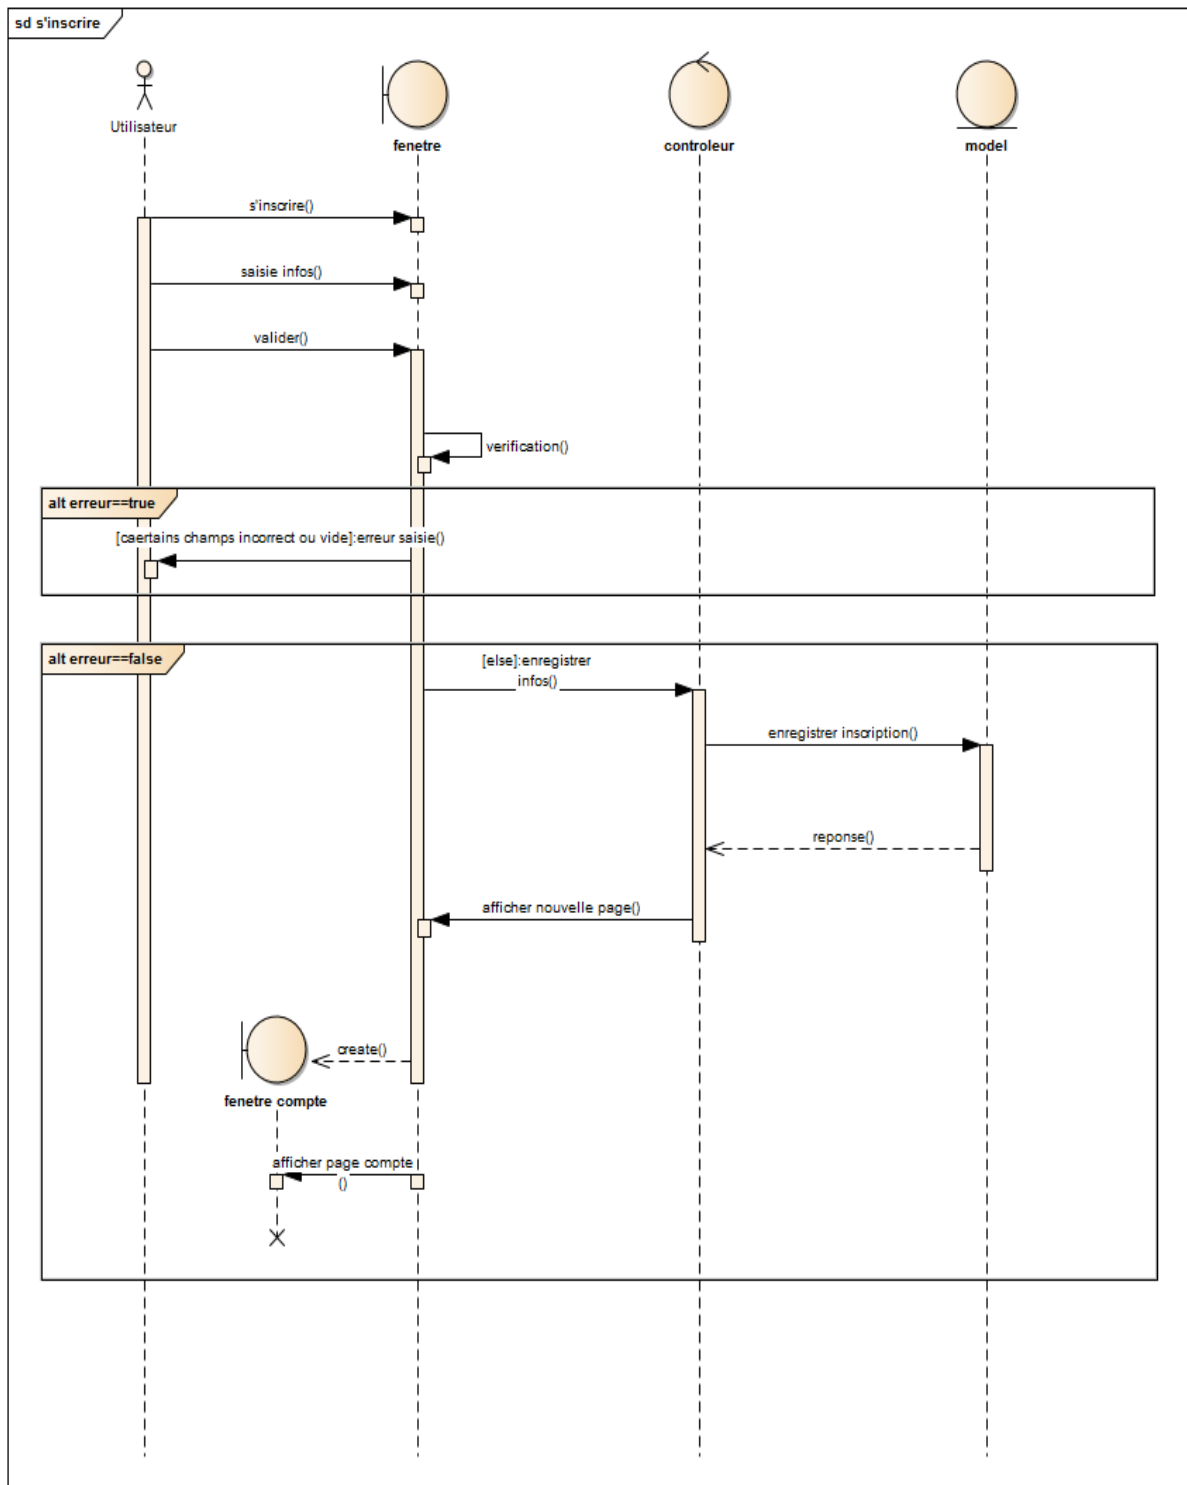 sd s'inscrire
Utilisateur
fenetre
controleur
model
s'inscrire()
saisie infos()
valider()
verification()
alt erreur==true
[caertains champs incorrect ou vide]:erreur saisie()
alt erreur==false
[else]:enregistrer
infos()
enregistrer inscription()
reponse()
afficher nouvelle page()
create()
fenetre compte
afficher page compte
()